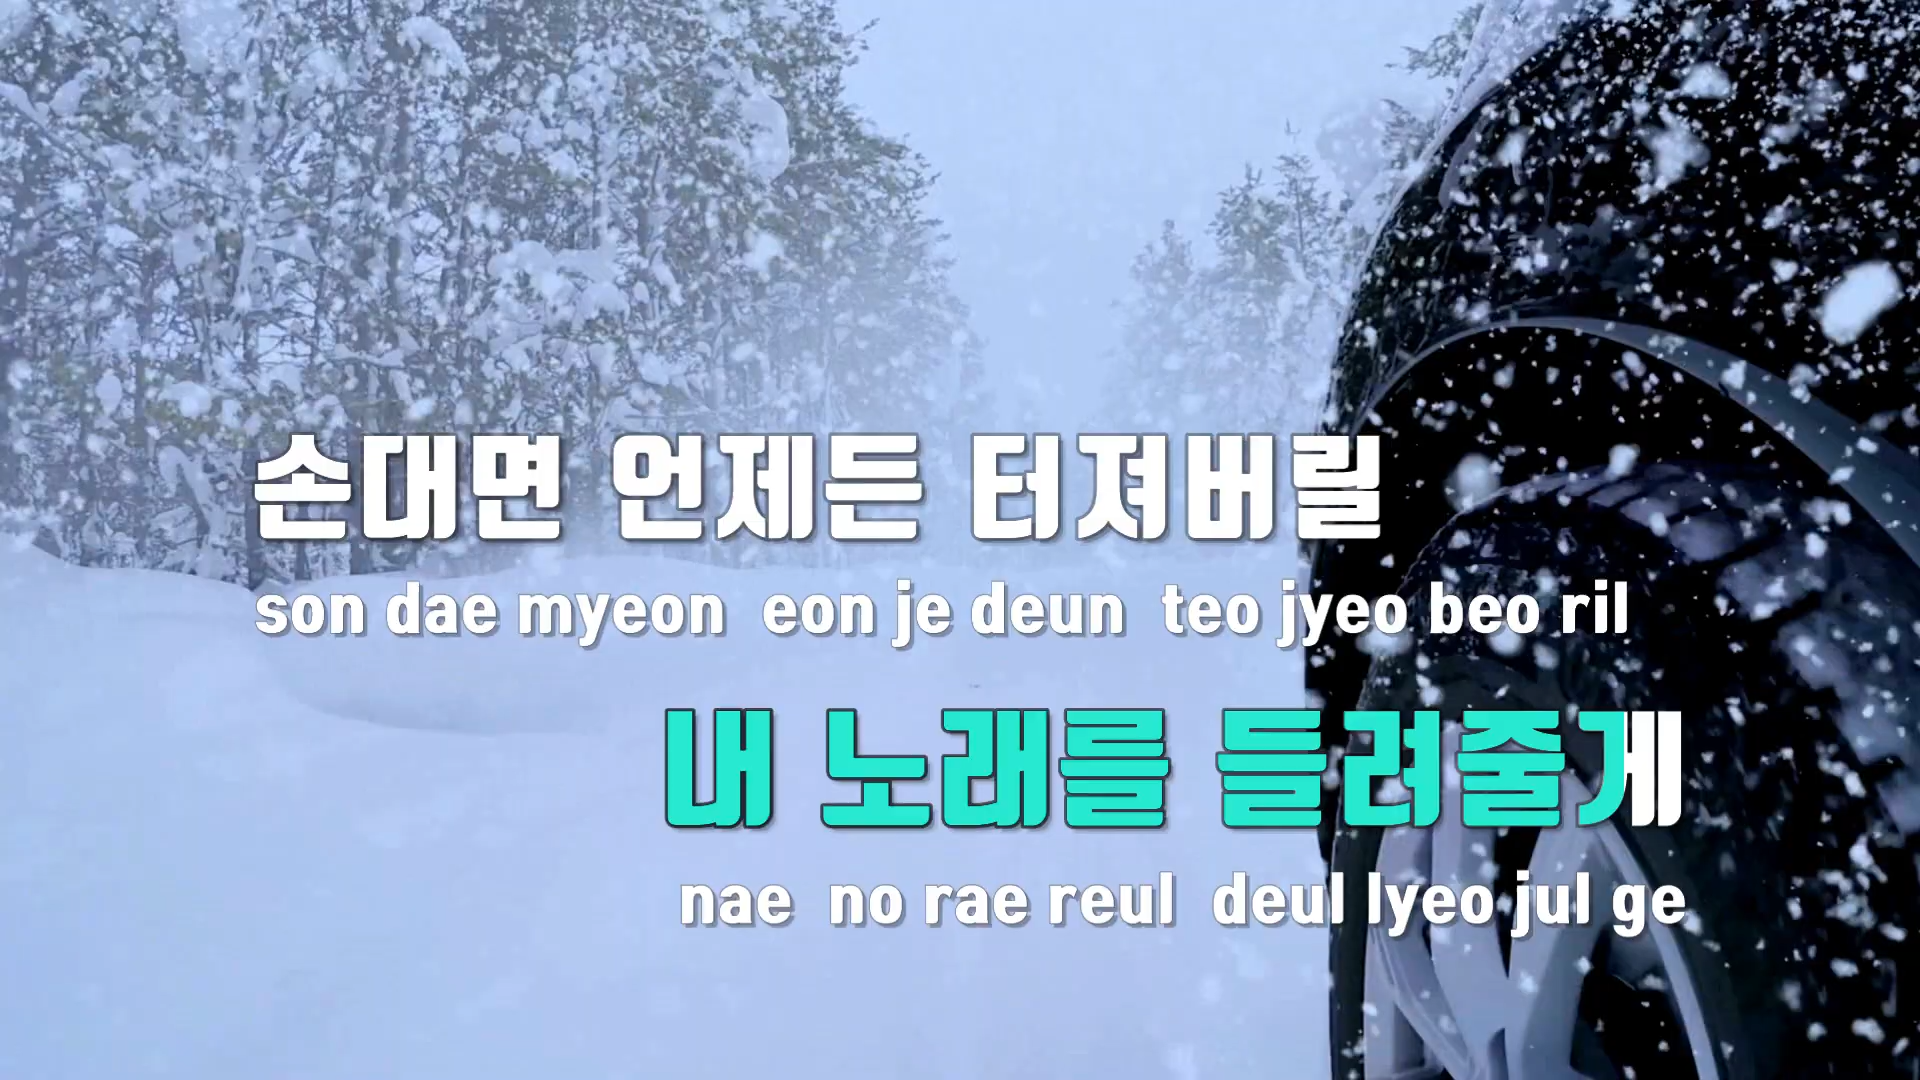 손대면 언제든 터져버릴
son dae myeon eon je deun teo jyeo beo ril
내 노래를 들려줄게
nae no rae reul deul lyeo jul ge